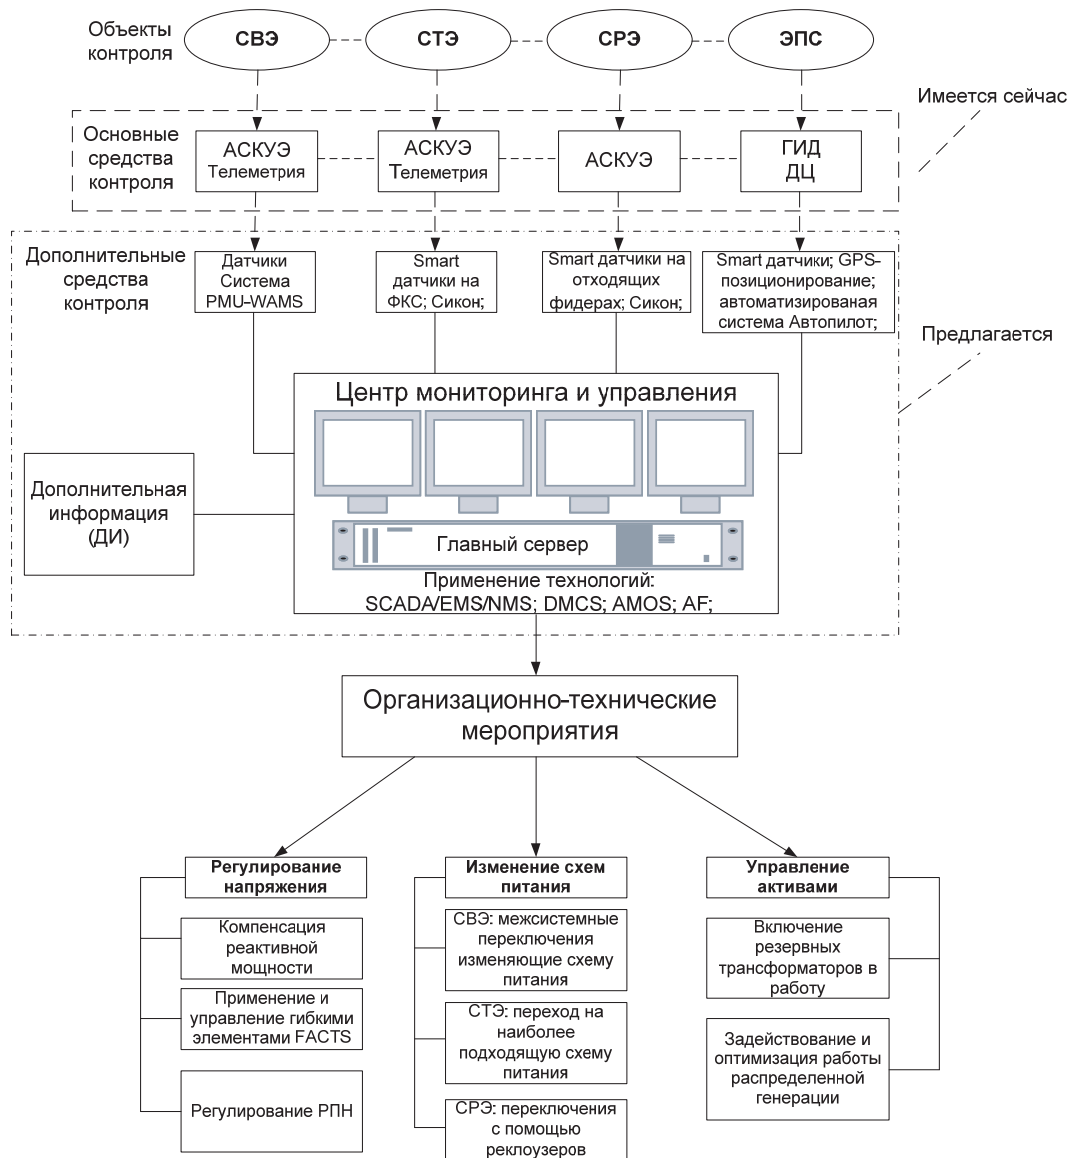 Объекты
контроля
СВЭ
СТЭ
СРЭ
ЭПС
Имеется сейчас
Основные
средства
контроля
АСКУЭ
Телеметрия
АСКУЭ
Телеметрия
АСКУЭ
ГИД
ДЦ
Дополнительные
средства
контроля
Датчики
Система
PMU-WAMS
Smart
датчики на
ФКС; Сикон;
Smart датчики на
отходящих
фидерах; Сикон;
Smart датчики; GPS-
позиционирование;
автоматизированая
система Автопилот;
Предлагается
Центр мониторинга и управления
Дополнительная
информация
(ДИ)
Главный сервер
Применение технологий:
SCADA/EMS/NMS; DMCS; AMOS; AF;
Организационно-технические
мероприятия
Регулирование
напряжения
Компенсация
реактивной
мощности
Применение и
управление гибкими
элементами FACTS
Регулирование РПН
Изменение схем
питания
СВЭ: межсистемные
переключения
изменяющие схему
питания
СТЭ: переход на
наиболее
подходящую схему
питания
СРЭ: переключения
с помощью
реклоузеров
Управление
активами
Включение
резервных
трансформаторов в
работу
Задействование и
оптимизация работы
распределенной
генерации